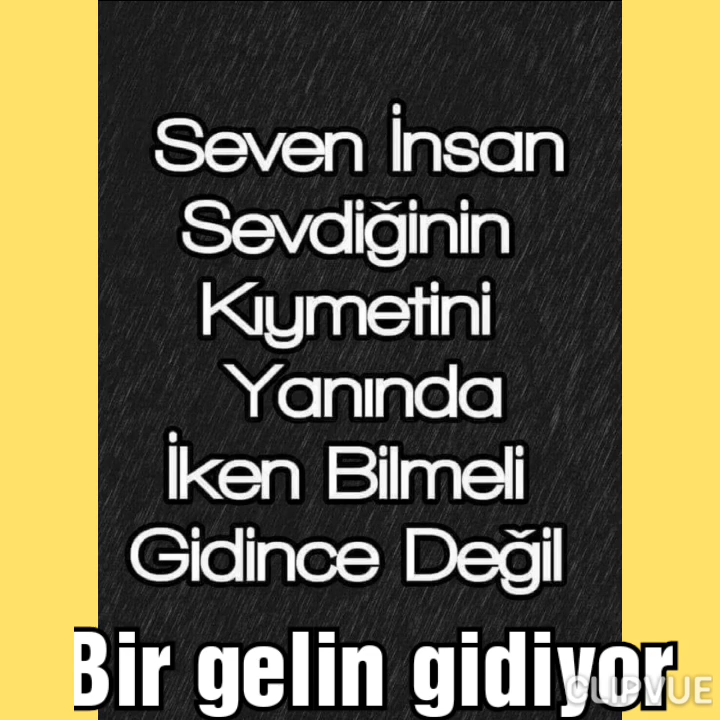 Seven İnsan
Sevdiğinin
Kıymetini
Yanında
İken Bilmeli
Gidince Değil
Bir gelin gidiyor
CLIPVUE